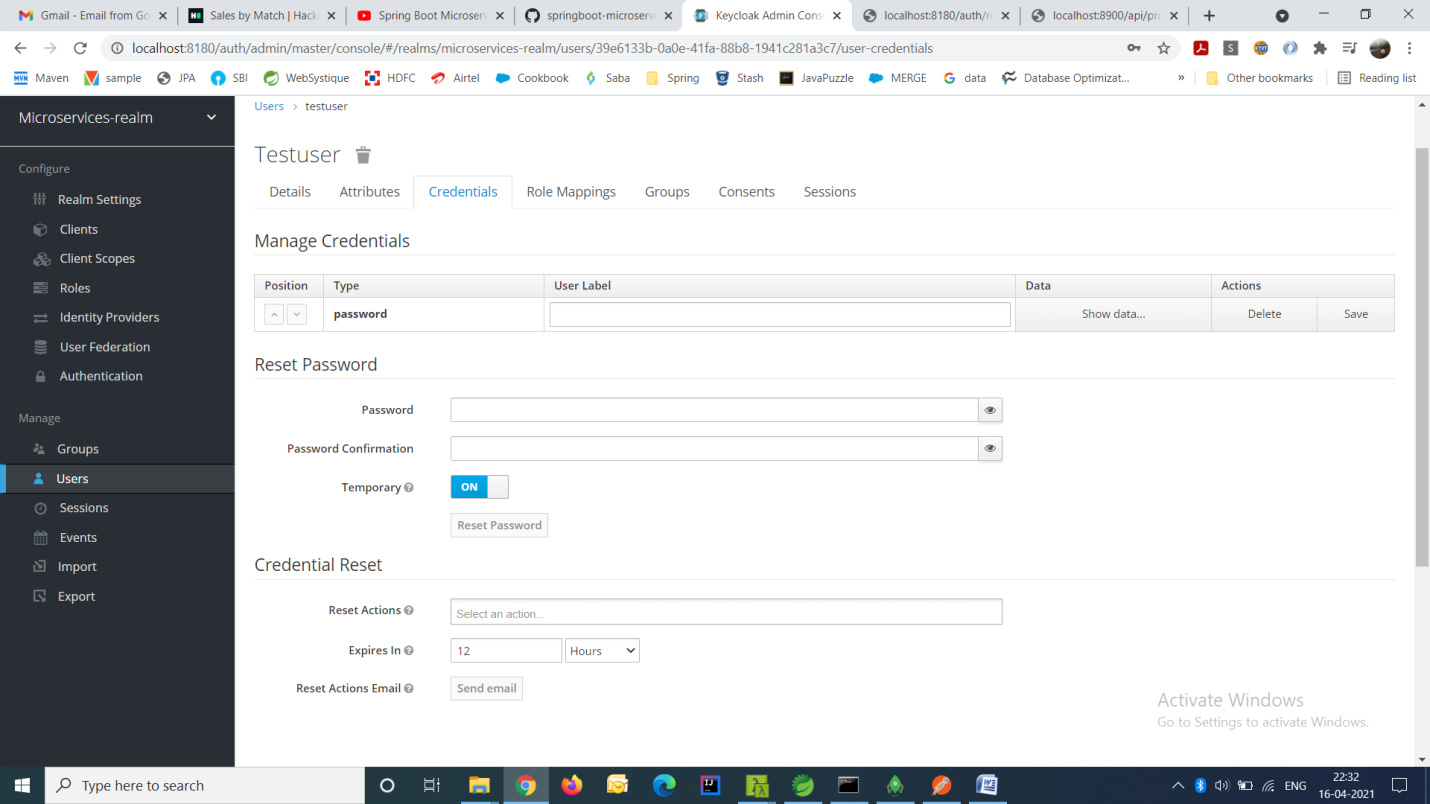 Gmail - Email from Go
Sales by Match | Hack
Spring Boot Microserv
springboot-microservi
Keycloak Admin Cons
localhost:8180/auth/r
localhost:8900/api/pro
localhost:8180/auth/admin/master/console/#/realms/microservices-realm/users/39e6133b-0a0e-41fa-88b8-1941c281a3c7/user-credentials
Maven sample JPA SBI WebSystique HDFC Airtel Cookbook Saba Spring Stash JavaPuzzle MERGE data Database Optimizat... » Other bookmarks Reading list
Microservices-realm
Configure
Realm Settings
Clients
Client Scopes
Roles
Identity Providers
User Federation
Authentication
Manage
Groups
Users
Sessions
Events
Import
Export
Users > testuser
Testuser
Details Attributes Credentials Role Mappings Groups Consents Sessions
Manage Credentials
Position Type User Label Data Actions
password Show data... Delete Save
Reset Password
Password
Password Confirmation
Temporary ON
Reset Password
Credential Reset
Reset Actions Select an action...
Expires In 12 Hours
Reset Actions Email Send email
Activate Windows
Go to Settings to activate Windows.
Type here to search
ENG
22:32
16-04-2021